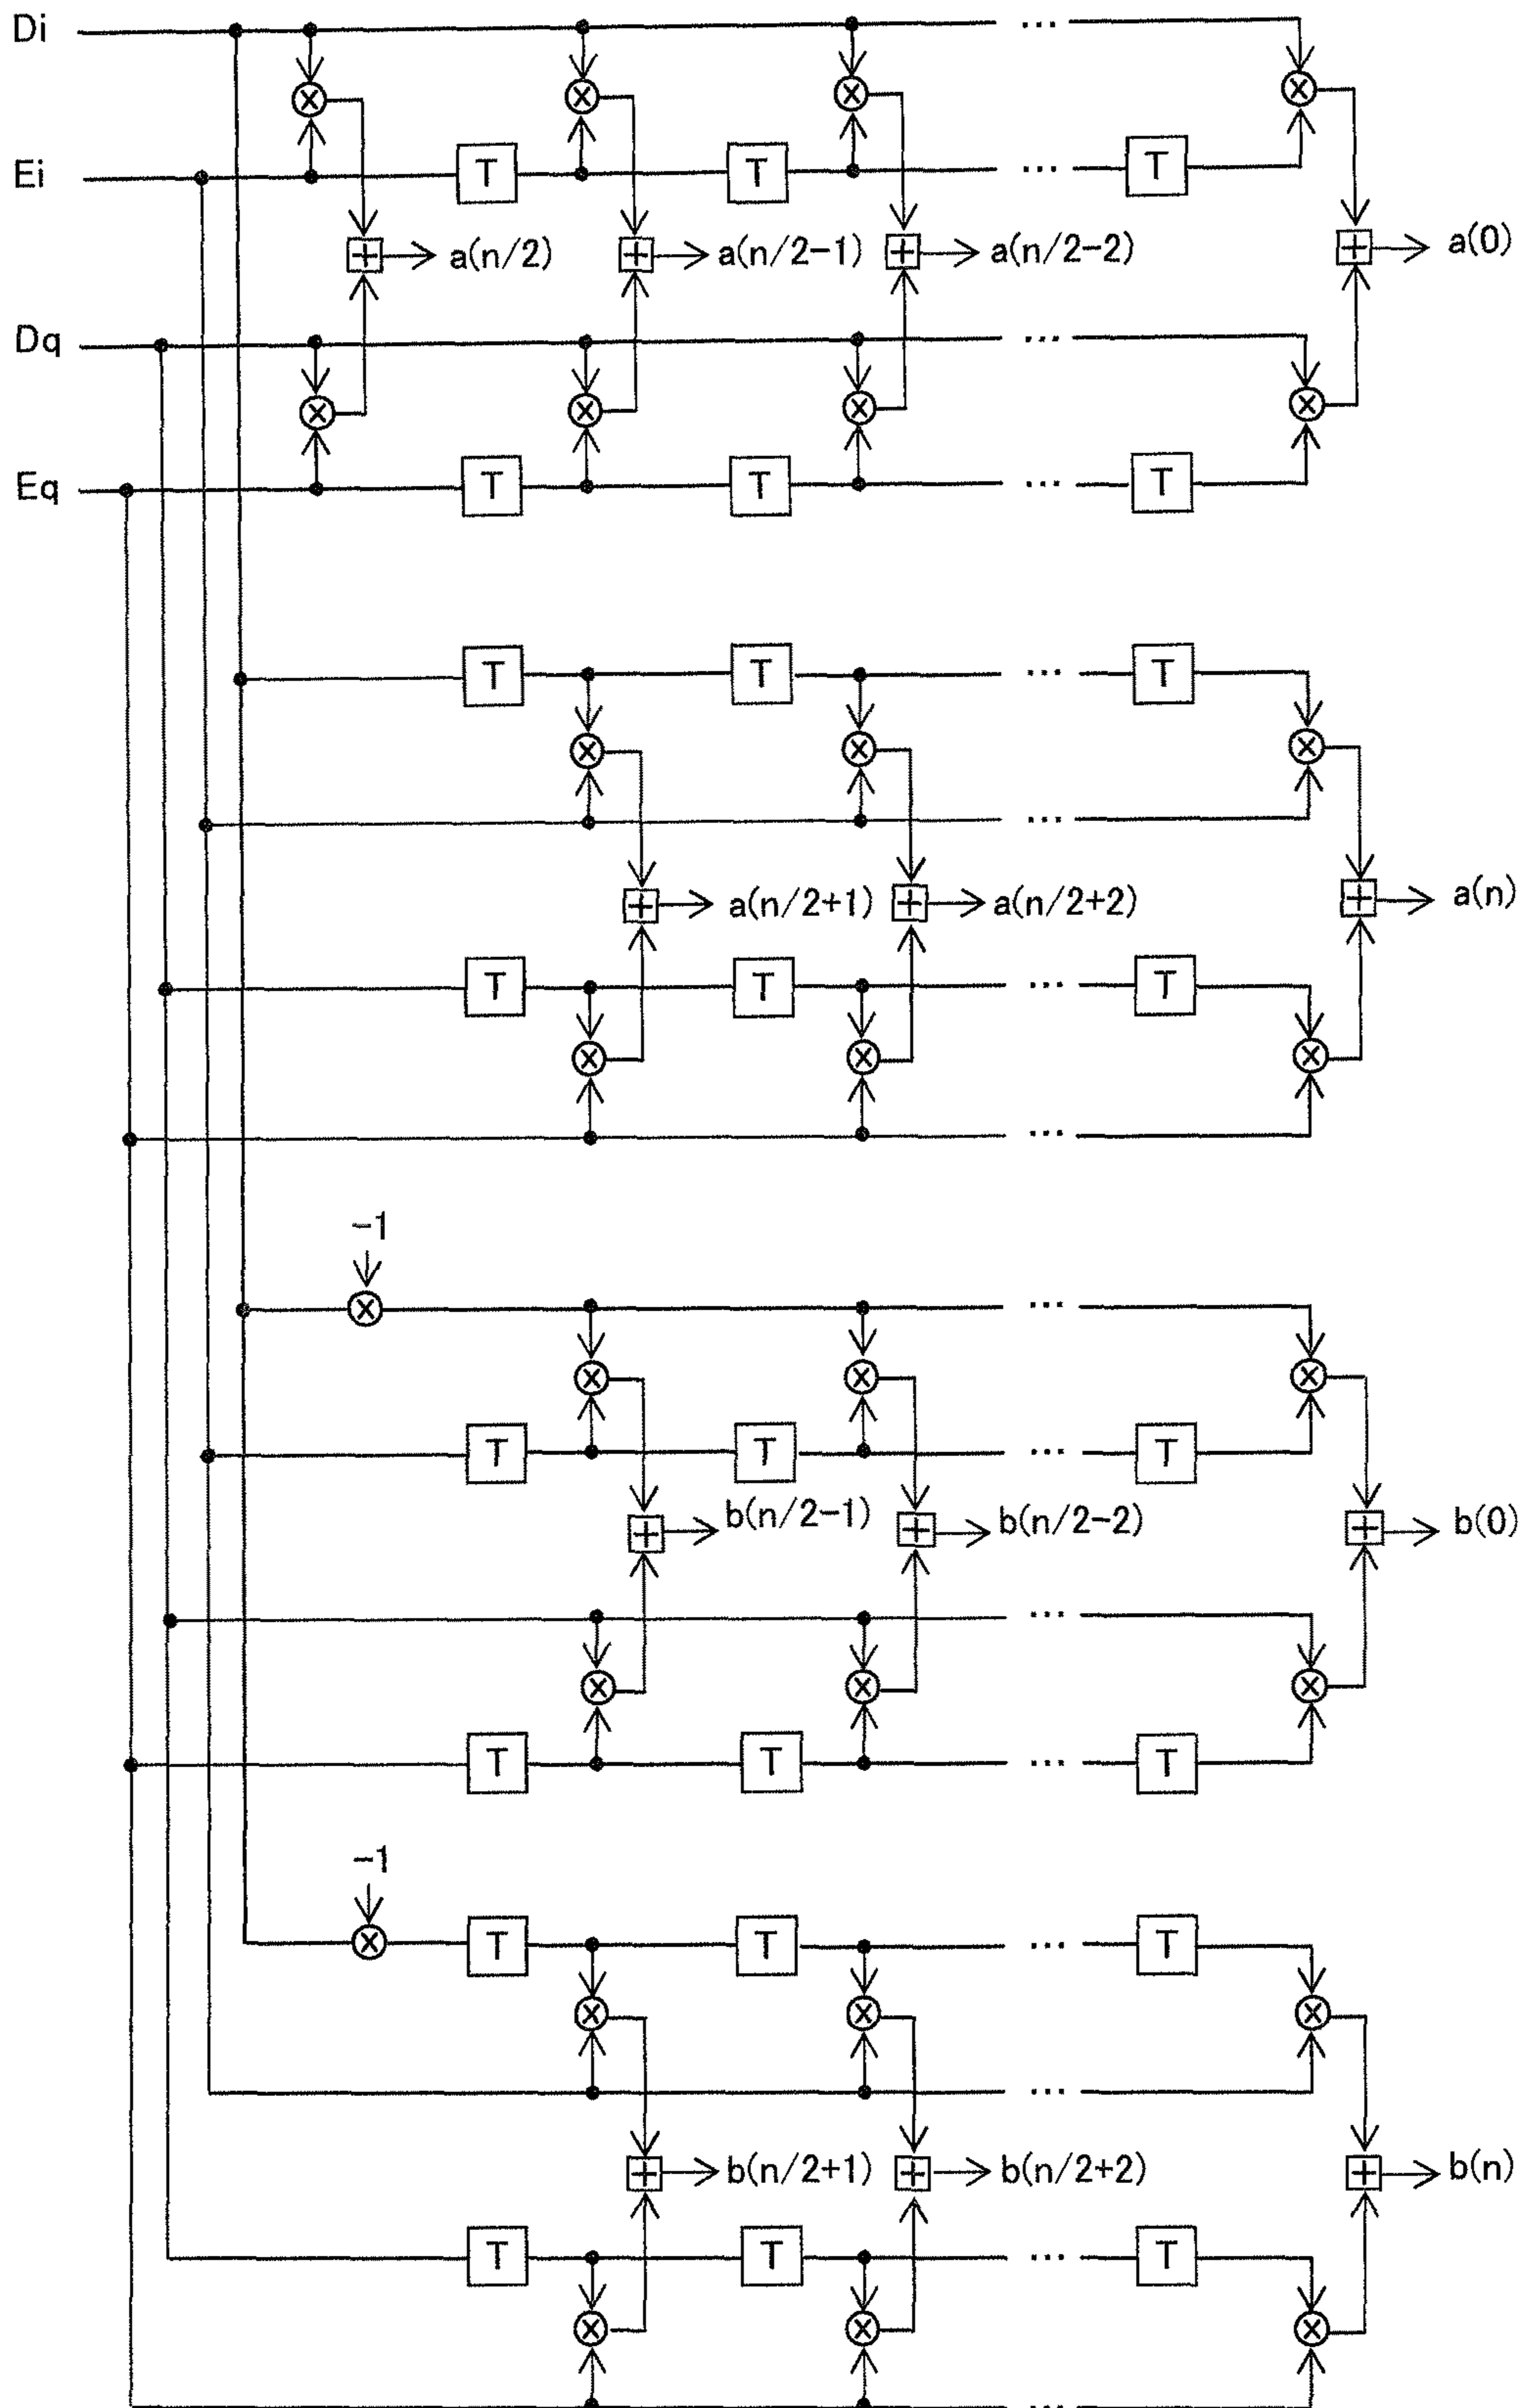 Di
...
Ei T T ... T
a(n/2) a(n/2-1) a(n/2-2) a(0)
Dq ...
Eq T T ... T
T T ... T
...
a(n/2+1) a(n/2+2) a(n)
T T ... T
...
-1
...
T T ... T
b(n/2-1) b(n/2-2) b(0)
...
T T ... T
-1
T T ... T
...
b(n/2+1) b(n/2+2) b(n)
T T ... T